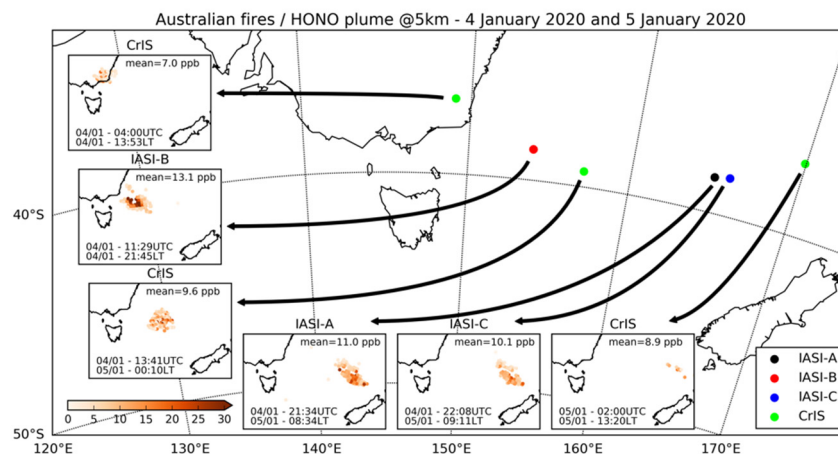 Australian fires / HONO plume @5km - 4 January 2020 and 5 January 2020
CrIS
mean=7.0 ppb
04/01 - 04:00UTC
04/01 - 13:53LT
IASI-B
mean=13.1 ppb
04/01 - 11:29UTC
04/01 - 21:45LT
CrIS
mean=9.6 ppb
04/01 - 13:41UTC
05/01 - 00:10LT
IASI-A
mean=11.0 ppb
04/01 - 21:34UTC
05/01 - 08:34LT
IASI-C
mean=10.1 ppb
04/01 - 22:08UTC
05/01 - 09:11LT
CrIS
mean=8.9 ppb
05/01 - 02:00UTC
05/01 - 13:20LT
IASI-A
IASI-B
IASI-C
CrIS
0 5 10 15 20 25 30
40°S
50°S
120°E 130°E 140°E 150°E 160°E 170°E